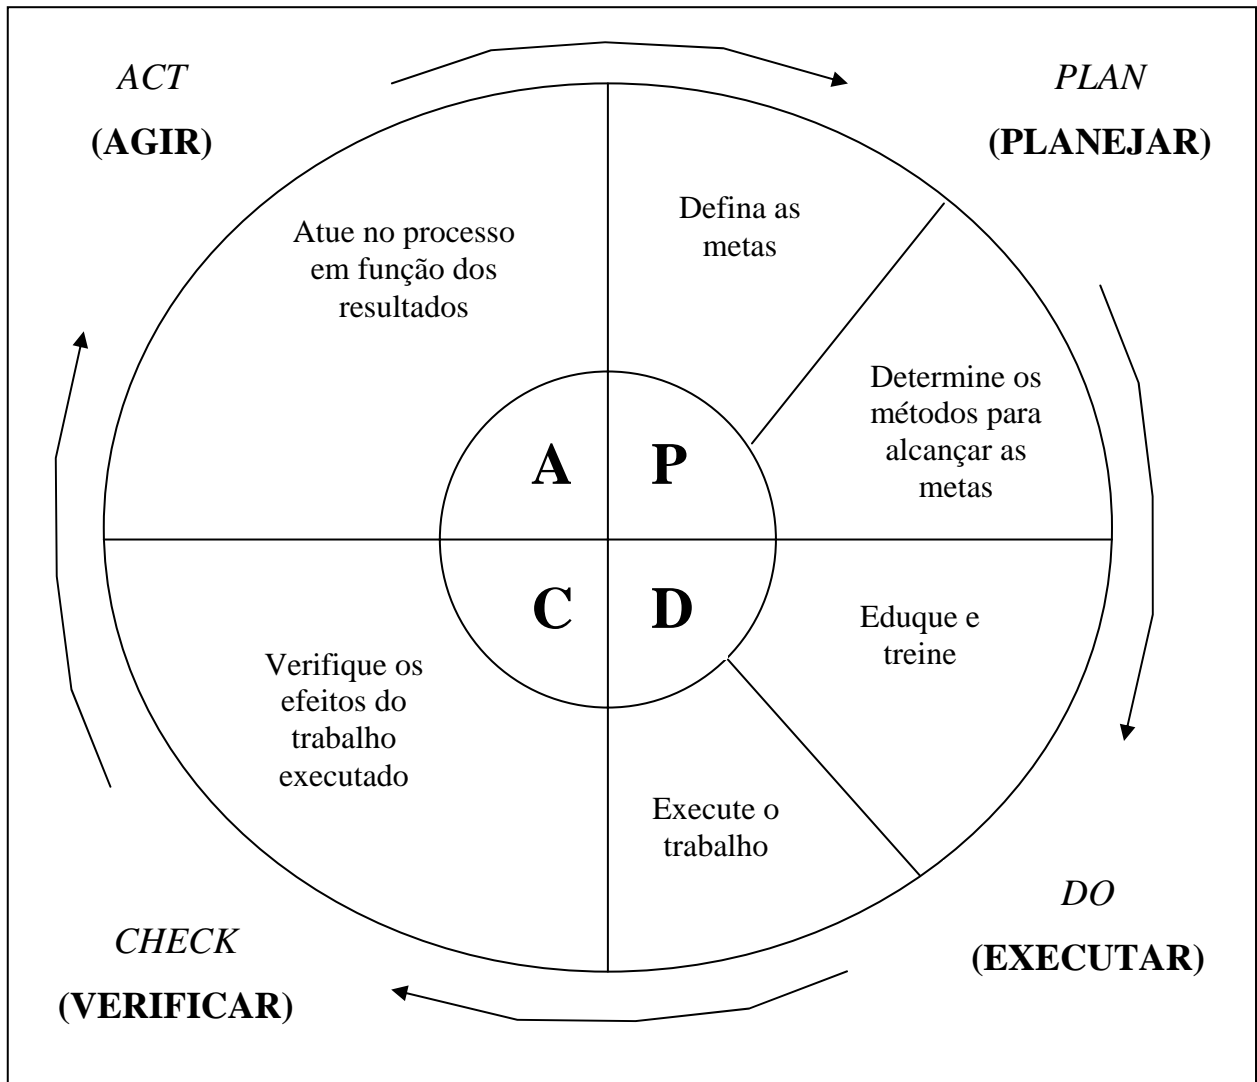 ACT
(AGIR)
PLAN
(PLANEJAR)
Atue no processo
em função dos
resultados
Defina as
metas
Determine os
métodos para
alcançar as
metas
A
P
C
D
Eduque e
treine
Verifique os
efeitos do
trabalho
executado
Execute o
trabalho
DO
(EXECUTAR)
CHECK
(VERIFICAR)